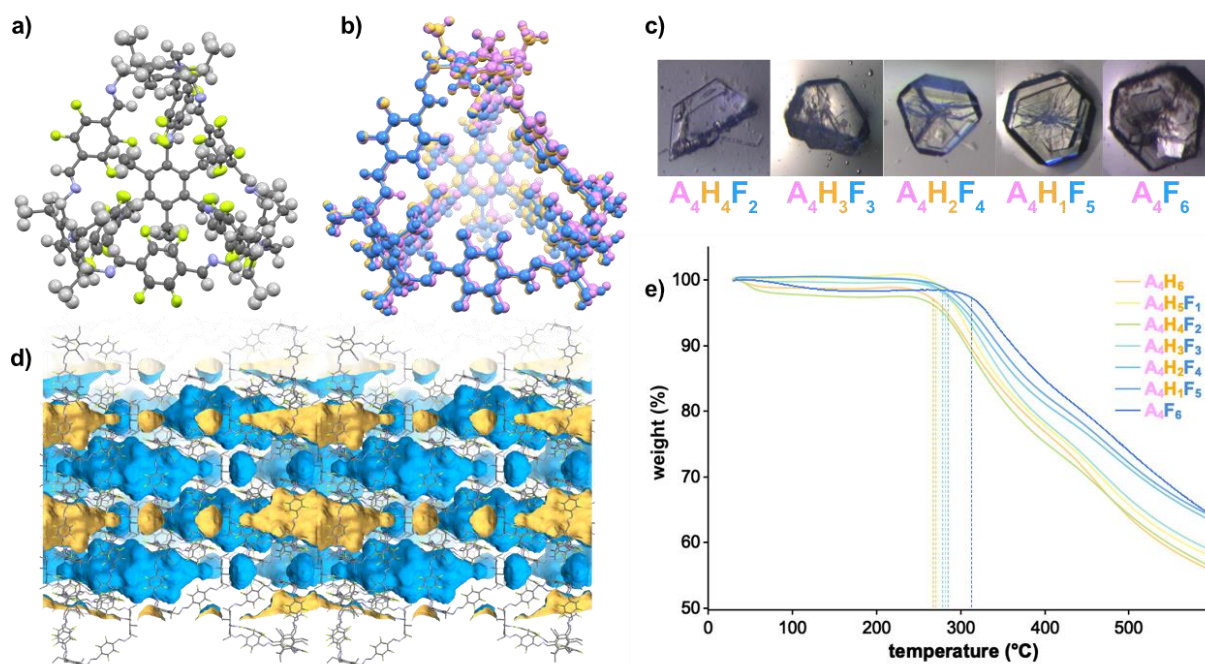 a)
b)
c)
A₄H₄F₂ A₄H₃F₃ A₄H₂F₄ A₄H₁F₅ A₄F₆
d)
e)
A₄H₆
A₄H₅F₁
A₄H₄F₂
A₄H₃F₃
A₄H₂F₄
A₄H₁F₅
A₄F₆
100
90
80
70
60
50
weight (%)
0 100 200 300 400 500
temperature (°C)